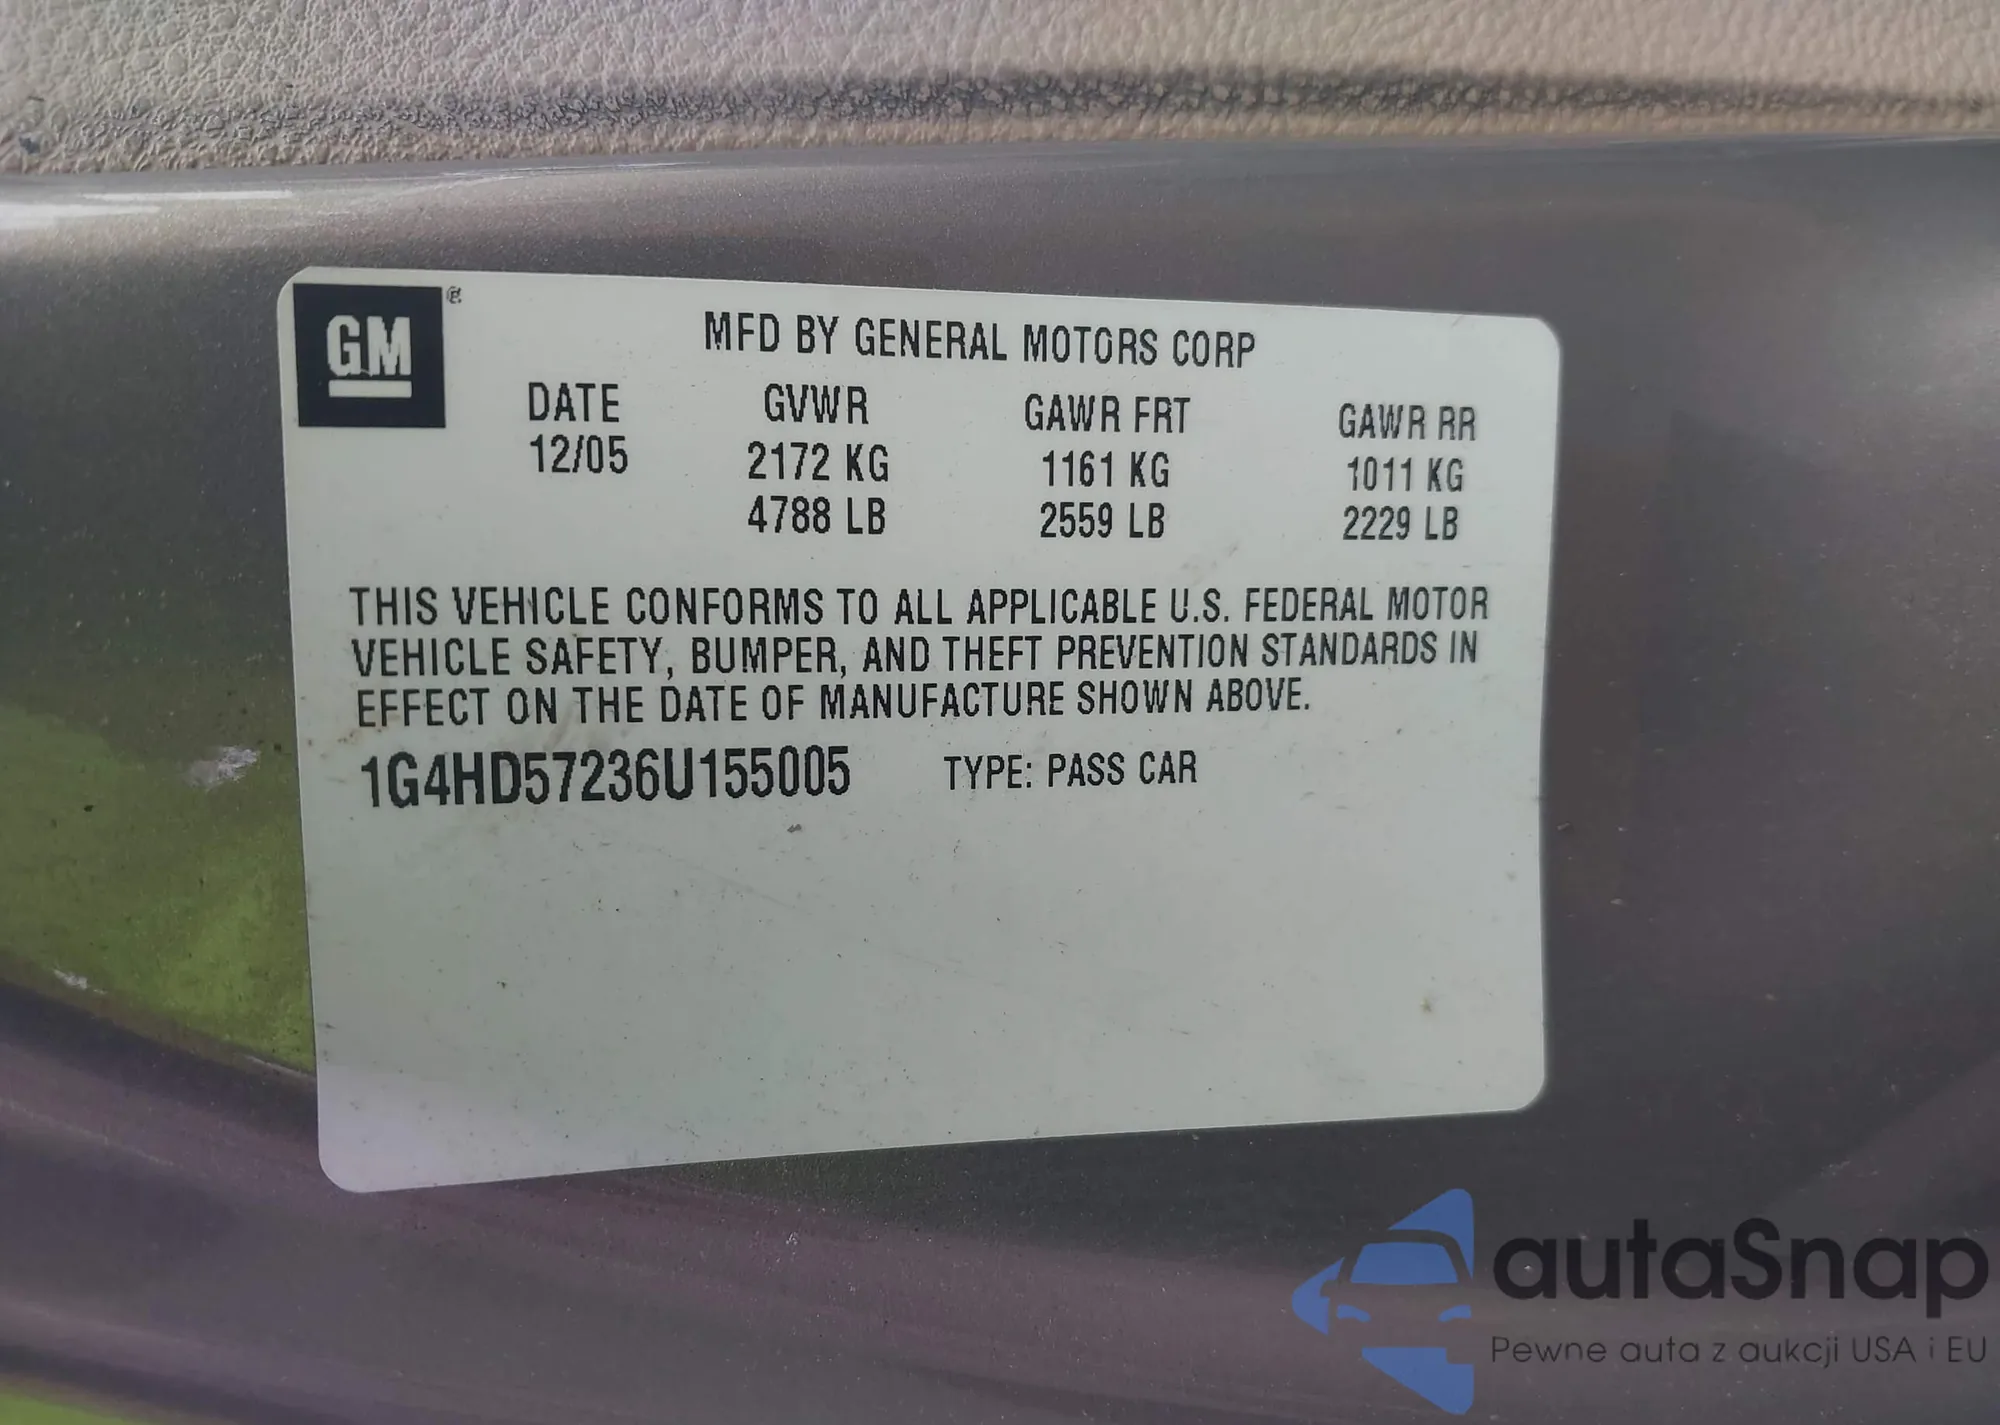 GM
MFD BY GENERAL MOTORS CORP
DATE GVWR GAWR FRT GAWR RR
12/05 2172 KG 1161 KG 1011 KG
4788 LB 2559 LB 2229 LB
THIS VEHICLE CONFORMS TO ALL APPLICABLE U.S. FEDERAL MOTOR
VEHICLE SAFETY, BUMPER, AND THEFT PREVENTION STANDARDS IN
EFFECT ON THE DATE OF MANUFACTURE SHOWN ABOVE.
1G4HD57236U155005 TYPE: PASS CAR
autaSnap
Pewne auta z aukcji USA i EU